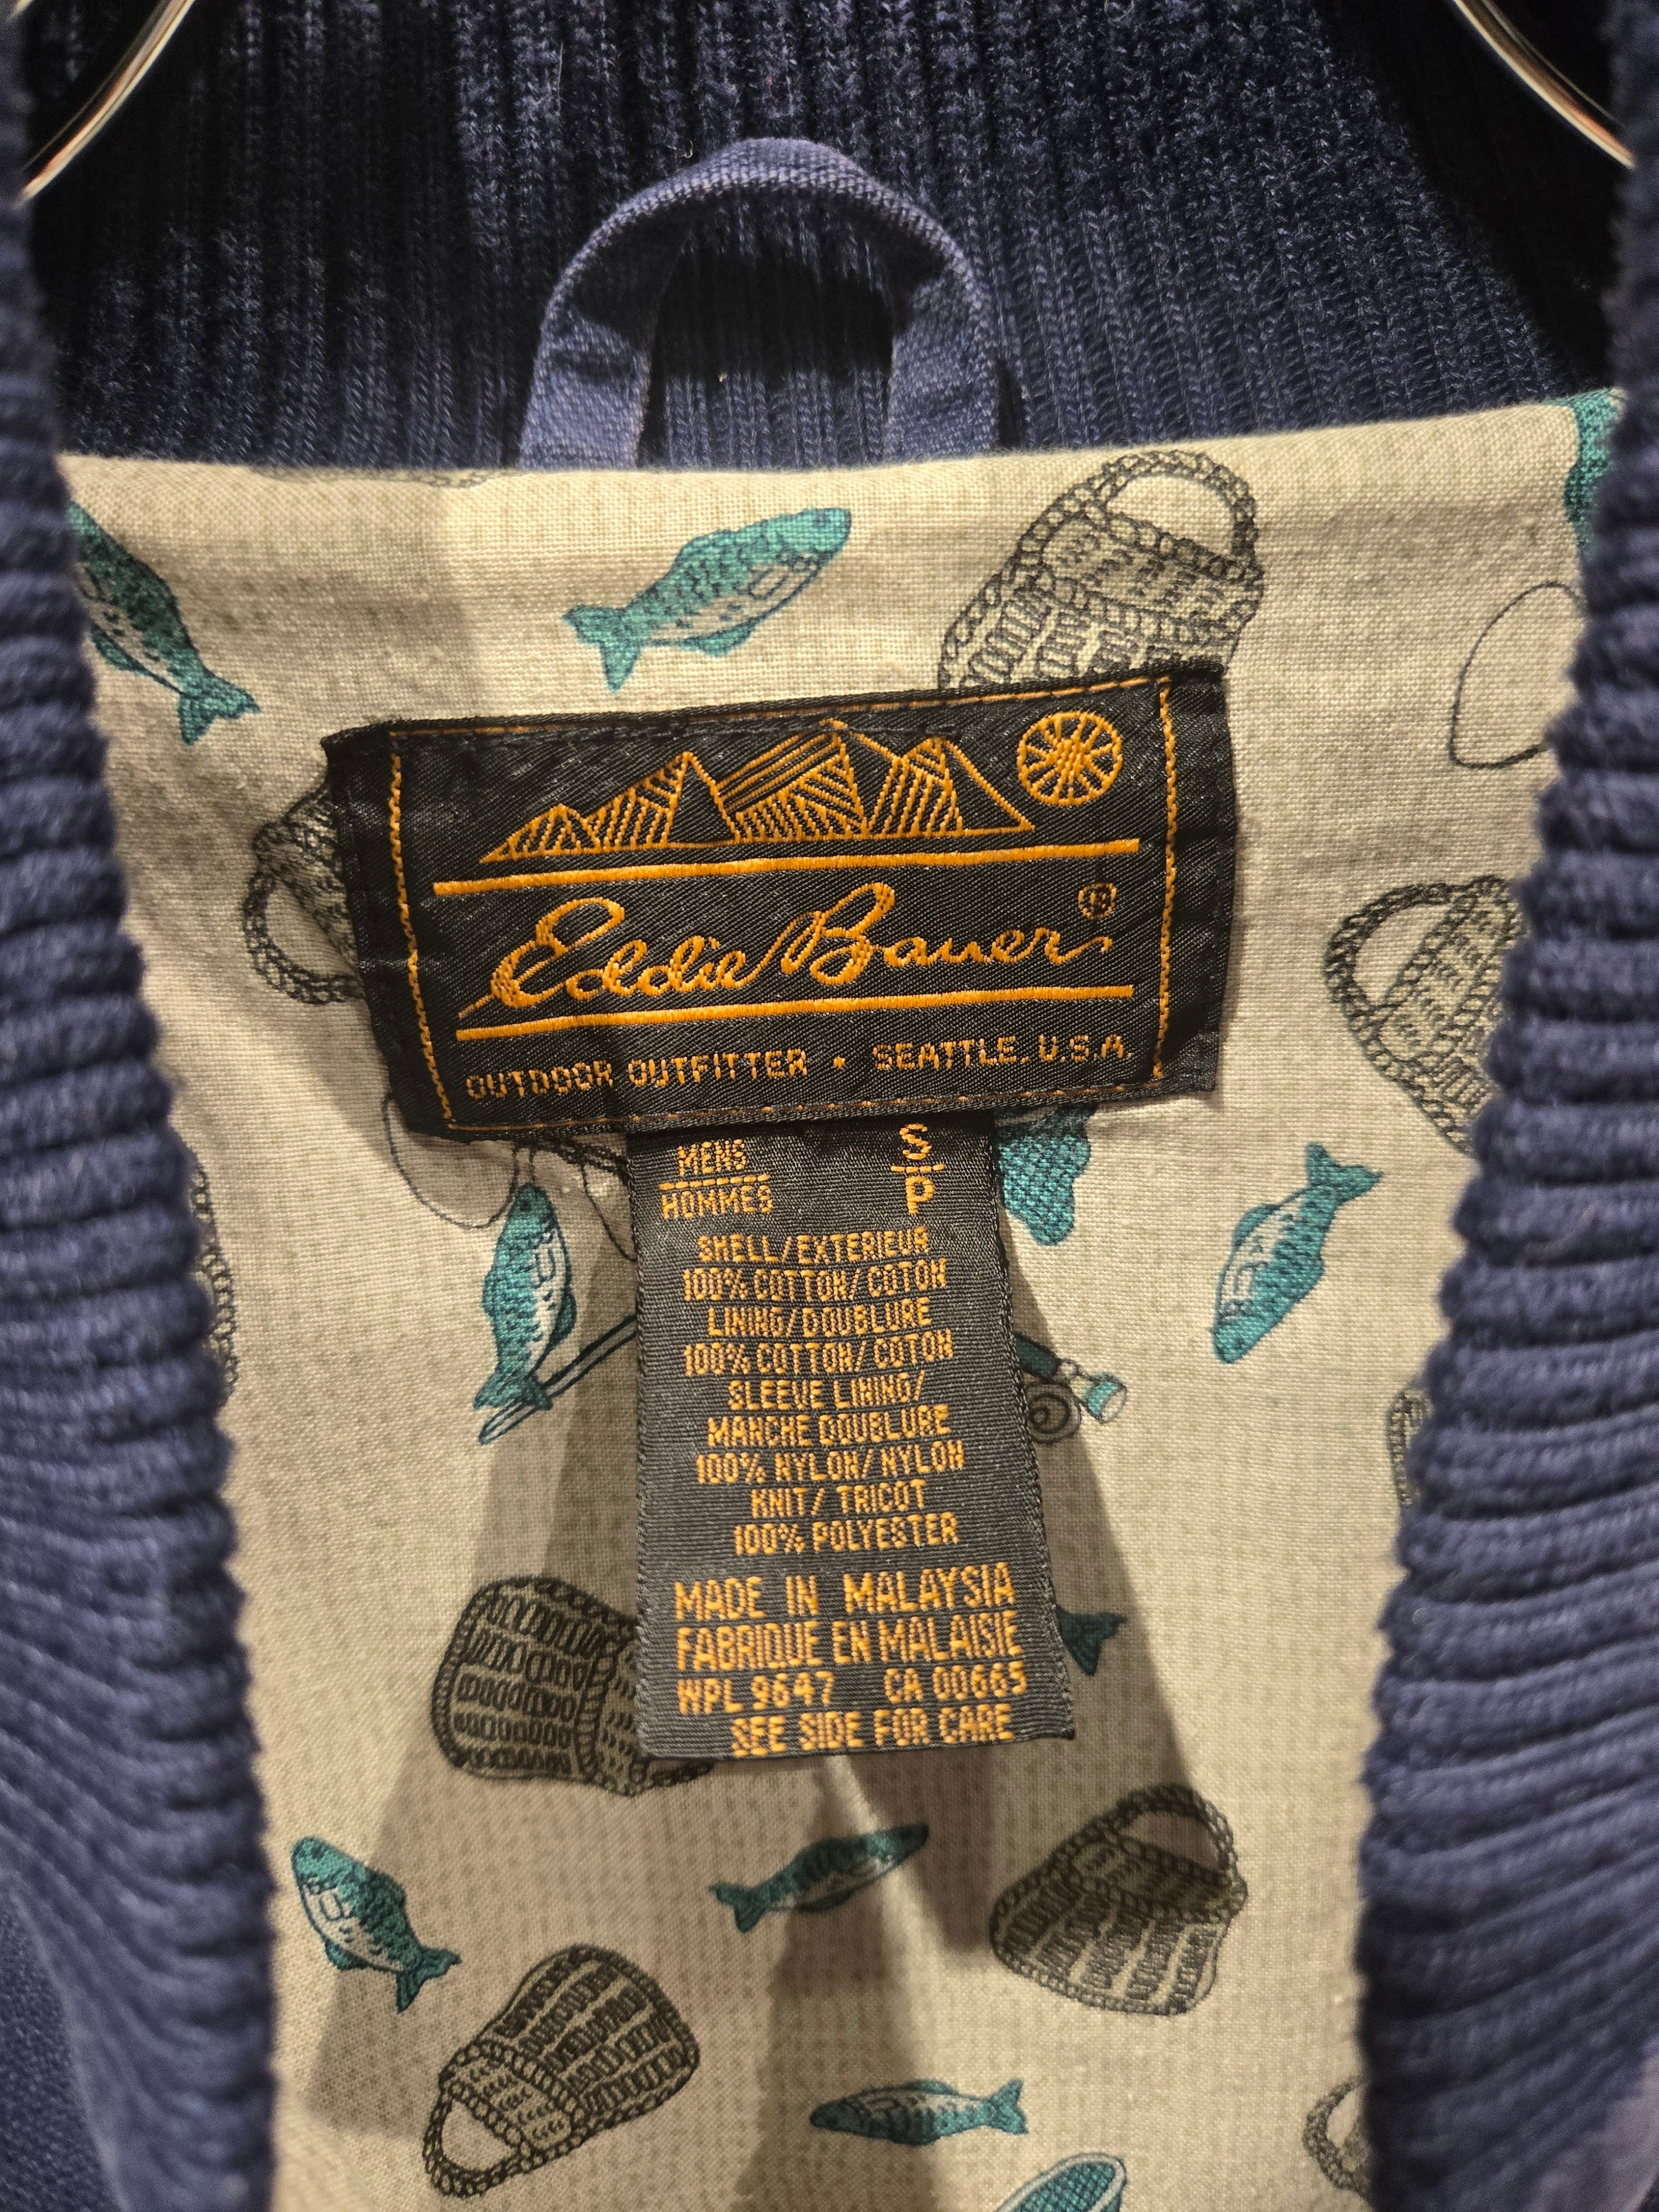 Eddie Bauer ®
OUTDOOR OUTFITTER • SEATTLE, U.S.A.
MENS S
HOMMES P
SHELL/EXTERIEUR
100% COTTON/COTON
LINING/DOUBLURE
100% COTTON/COTON
SLEEVE LINING/
MANCHE DOUBLURE
100% NYLON/NYLON
KNIT/TRICOT
100% POLYESTER
MADE IN MALAYSIA
FABRIQUE EN MALAISIE
WPL 9647 CA 00665
SEE SIDE FOR CARE